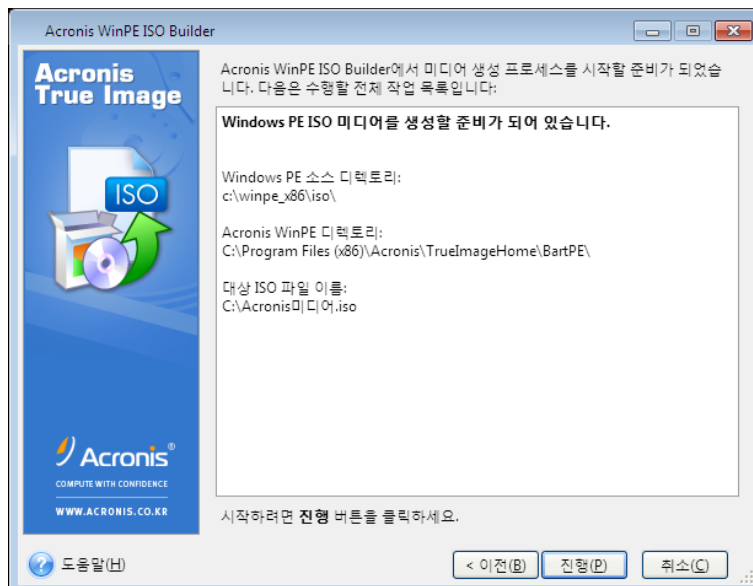 Acronis WinPE ISO Builder
Acronis
True Image
ISO
Acronis®
COMPUTE WITH CONFIDENCE
WWW.ACRONIS.CO.KR
Acronis WinPE ISO Builder에서 미디어 생성 프로세스를 시작할 준비가 되었습
니다. 다음은 수행할 전체 작업 목록입니다:
Windows PE ISO 미디어를 생성할 준비가 되어 있습니다.
Windows PE 소스 디렉토리:
c:\winpe_x86\iso\
Acronis WinPE 디렉토리:
C:\Program Files (x86)\Acronis\TrueImageHome\BartPE\
대상 ISO 파일 이름:
C:\Acronis미디어.iso
시작하려면 진행 버튼을 클릭하세요.
도움말(H)
< 이전(B)
진행(P)
취소(C)